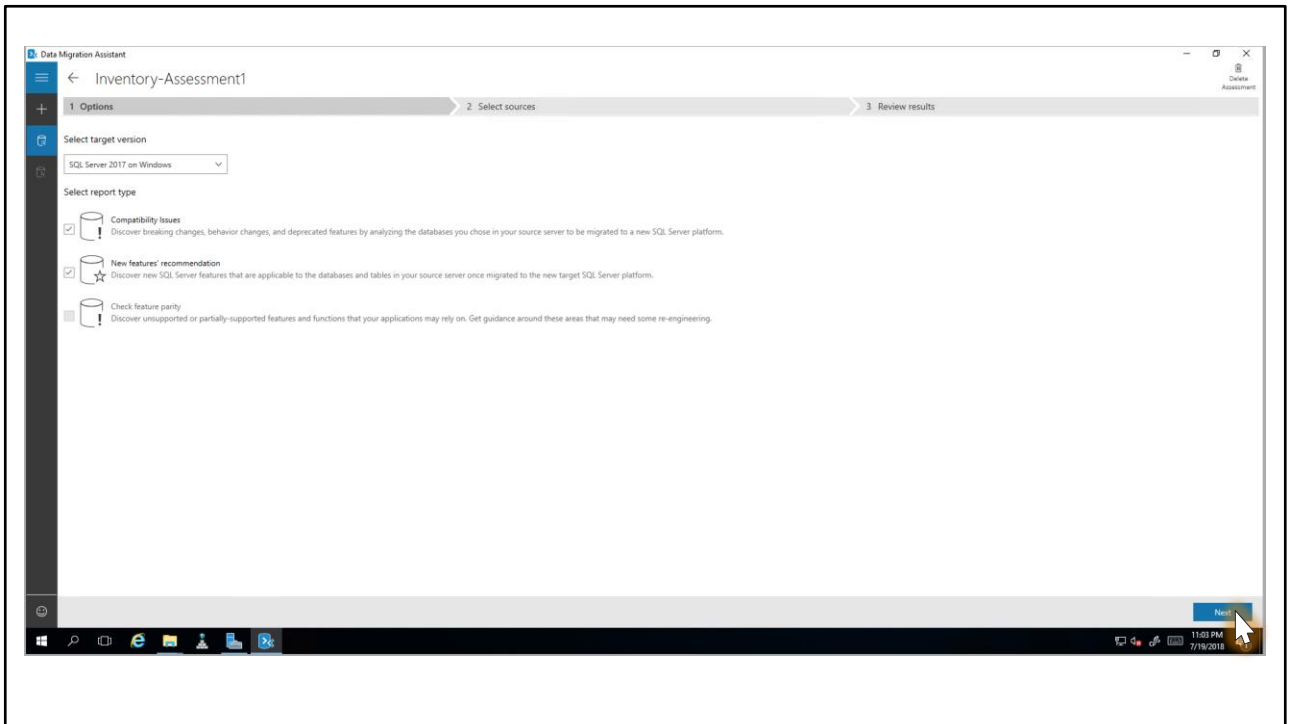 Data Migration Assistant
Inventory-Assessment1
Delete
Assessment
1 Options
2 Select sources
3 Review results
Select target version
SQL Server 2017 on Windows
Select report type
Compatibility Issues
Discover breaking changes, behavior changes, and deprecated features by analyzing the databases you chose in your source server to be migrated to a new SQL Server platform.
New features' recommendation
Discover new SQL Server features that are applicable to the databases and tables in your source server once migrated to the new target SQL Server platform.
Check feature parity
Discover unsupported or partially-supported features and functions that your applications may rely on. Get guidance around these areas that may need some re-engineering.
Next
11:03 PM
7/19/2018